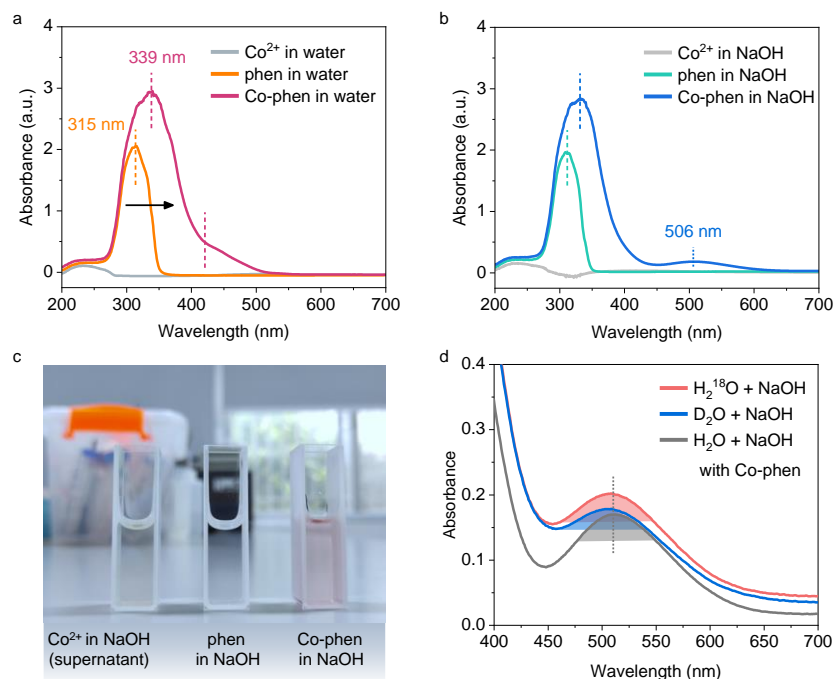 a
4
3
2
1
0
200 300 400 500 600 700
Absorbance (a.u.)
Wavelength (nm)
339 nm
315 nm
Co²⁺ in water
phen in water
Co-phen in water
b
4
3
2
1
0
200 300 400 500 600 700
Absorbance (a.u.)
Wavelength (nm)
506 nm
Co²⁺ in NaOH
phen in NaOH
Co-phen in NaOH
c
Co²⁺ in NaOH
(supernatant)
phen
in NaOH
Co-phen
in NaOH
d
0.4
0.3
0.2
0.1
0.0
400 450 500 550 600 650 700
Absorbance
Wavelength (nm)
H₂¹⁸O + NaOH
D₂O + NaOH
H₂O + NaOH
with Co-phen